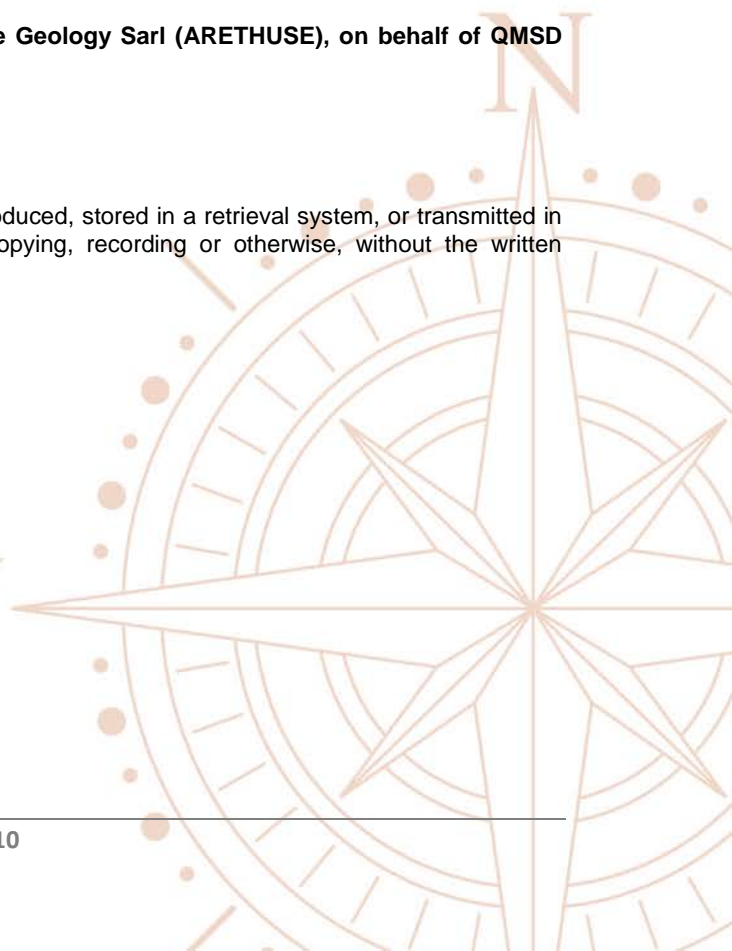 e Geology Sarl (ARETHUSE), on behalf of QMSD
N
oduced, stored in a retrieval system, or transmitted in
opying, recording or otherwise, without the written
10